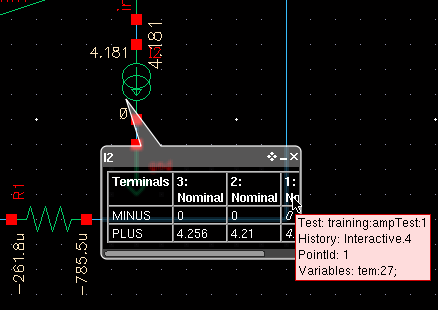 4.181
4.181
I2
0
I2
Terminals 3: Nominal 2: Nominal 1:
MINUS 0 0 0
PLUS 4.256 4.21 4.
R1
-261.8u
-785.5u
Test: training:ampTest:1
History: Interactive.4
PointId: 1
Variables: tem:27;